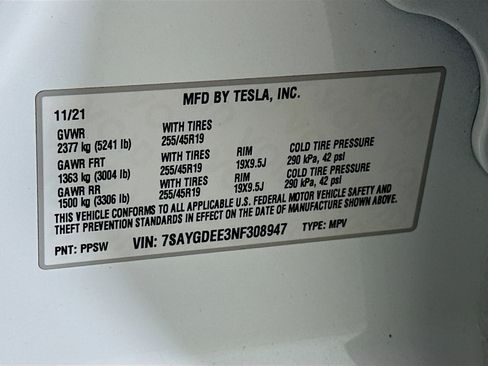 MFD BY TESLA, INC.
11/21
GVWR WITH TIRES
2377 kg (5241 lb) 255/45R19
GAWR FRT WITH TIRES RIM COLD TIRE PRESSURE
1363 kg (3004 lb) 255/45R19 19X9.5J 290 kPa, 42 psi
GAWR RR WITH TIRES RIM COLD TIRE PRESSURE
1500 kg (3306 lb) 255/45R19 19X9.5J 290 kPa, 42 psi
THIS VEHICLE CONFORMS TO ALL APPLICABLE U.S. FEDERAL MOTOR VEHICLE SAFETY AND
THEFT PREVENTION STANDARDS IN EFFECT ON THE DATE OF MANUFACTURE SHOWN ABOVE.
PNT: PPSW VIN: 7SAYGDEE3NF308947 TYPE: MPV